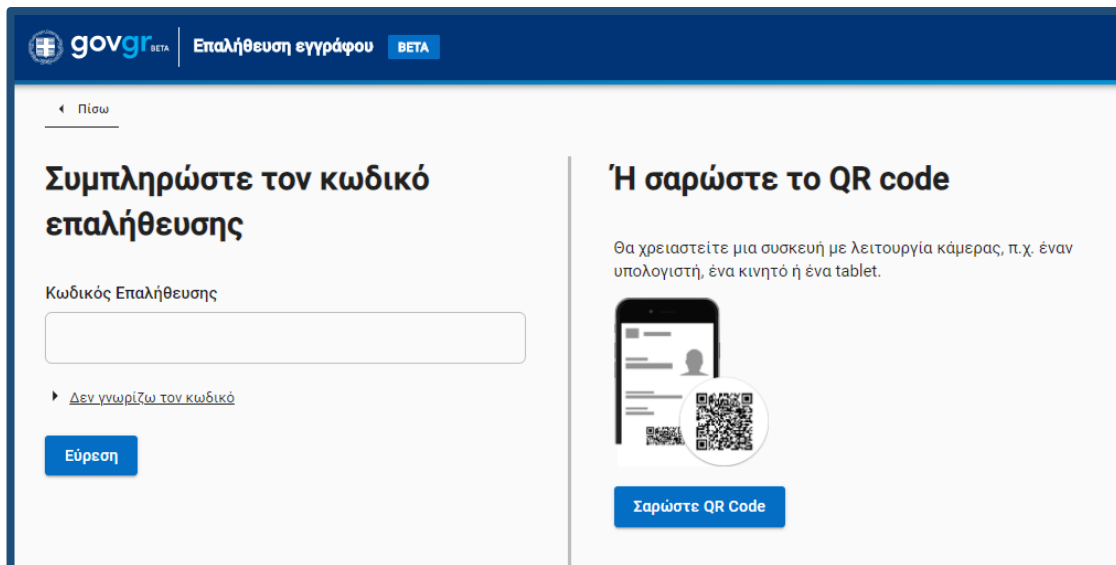 govgr BETA Επαλήθευση εγγράφου BETA
Πίσω
Συμπληρώστε τον κωδικό
επαλήθευσης
Κωδικός Επαλήθευσης
Δεν γνωρίζω τον κωδικό
Εύρεση
Ή σαρώστε το QR code
Θα χρειαστείτε μια συσκευή με λειτουργία κάμερας, π.χ. έναν
υπολογιστή, ένα κινητό ή ένα tablet.
Σαρώστε QR Code